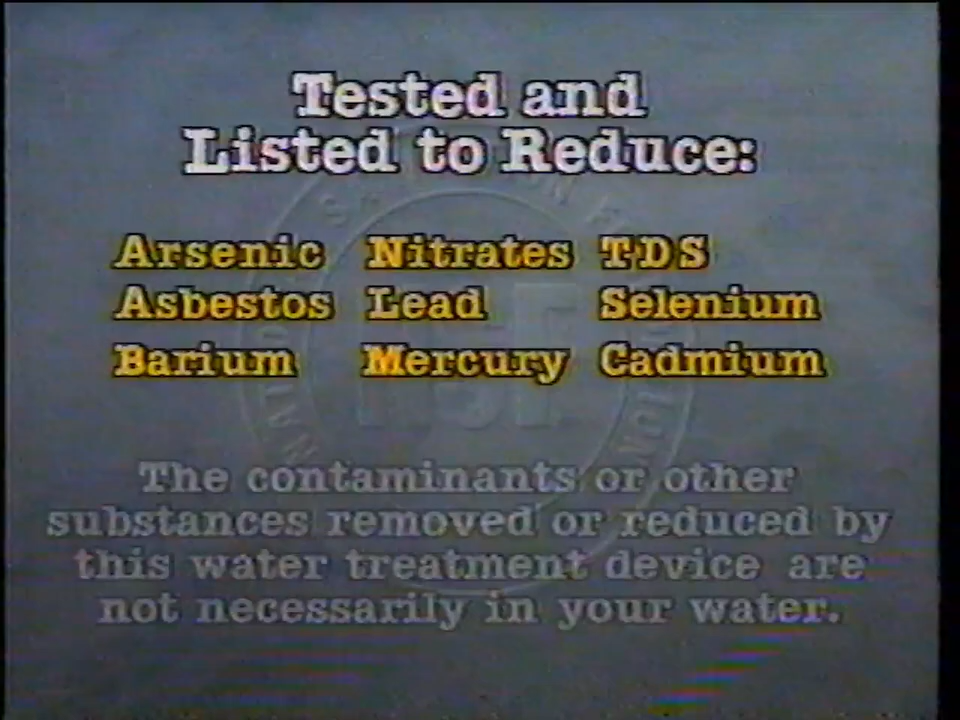 Tested and
Listed to Reduce:
Arsenic Nitrates TDS
Asbestos Lead Selenium
Barium Mercury Cadmium
The contaminants or other
substances removed or reduced by
this water treatment device are
not necessarily in your water.
NSF